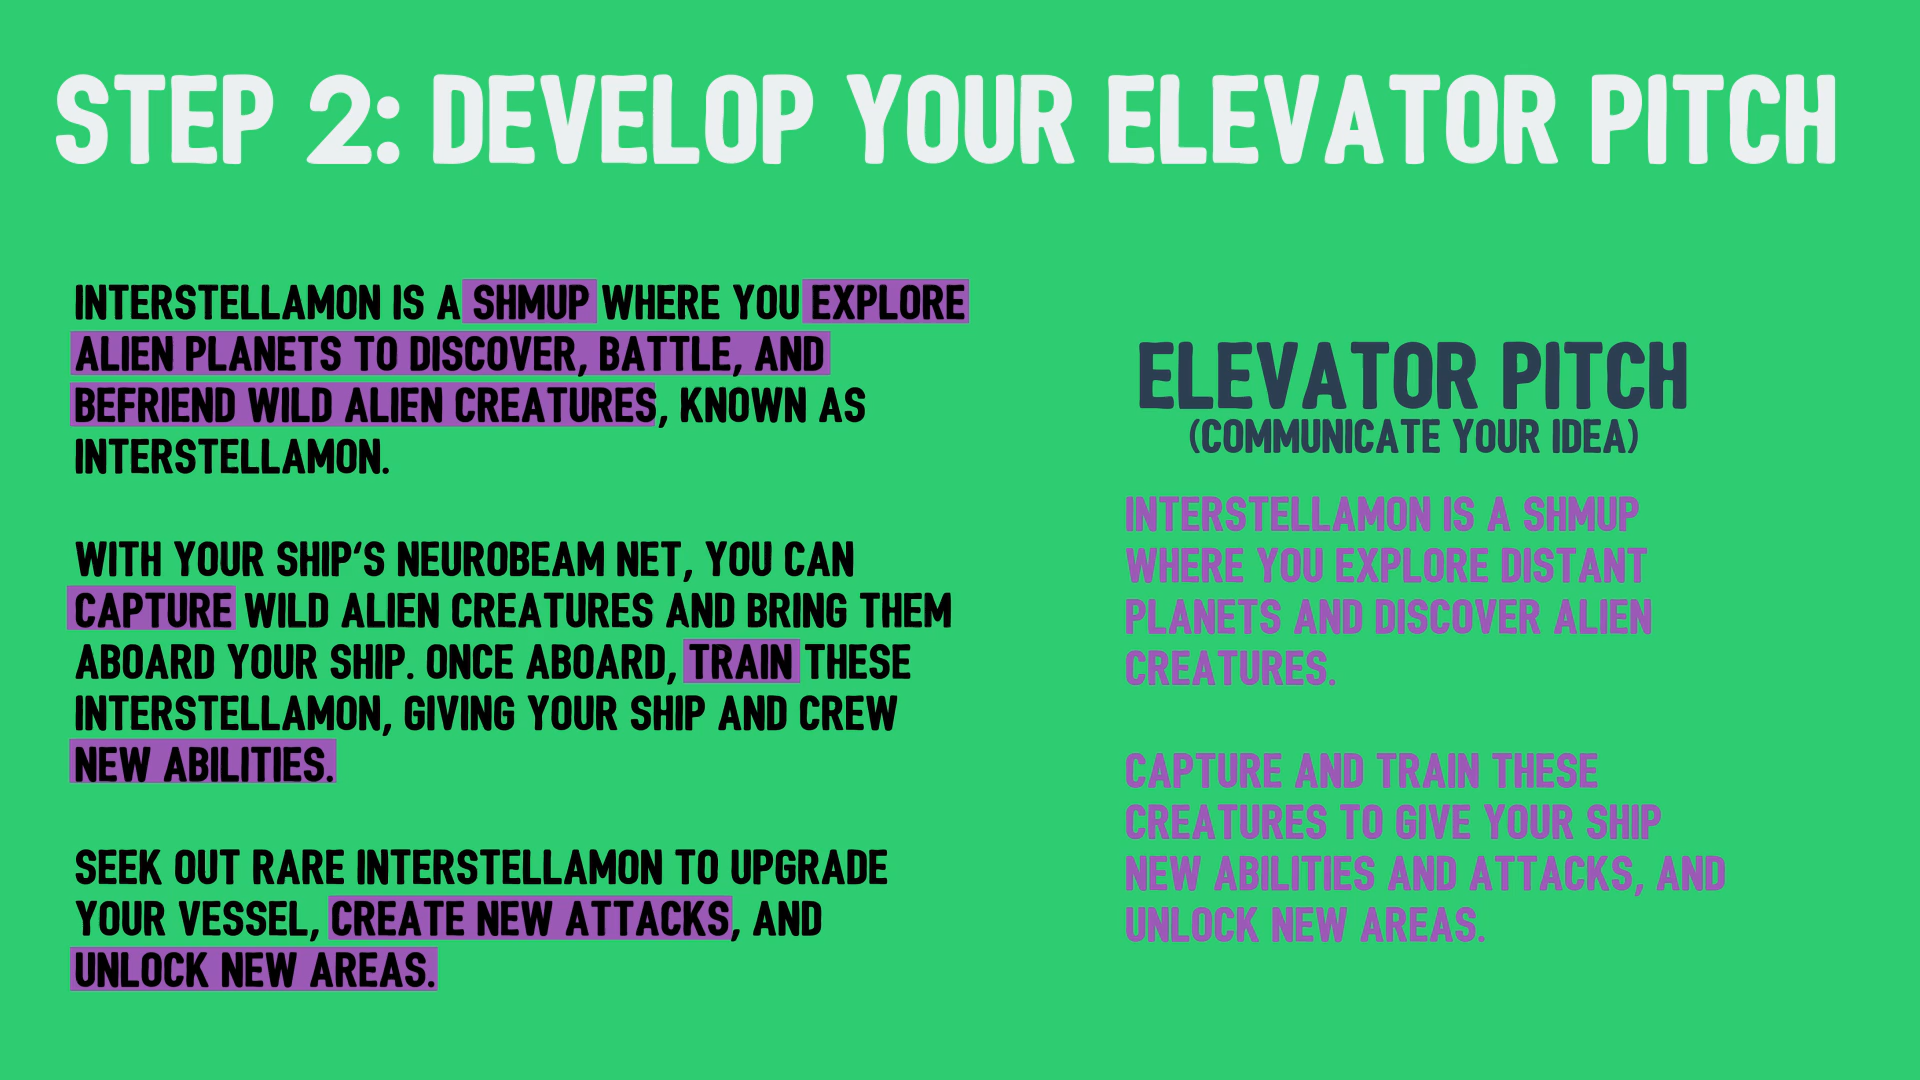 STEP 2: DEVELOP YOUR ELEVATOR PITCH
INTERSTELLAMON IS A SHMUP WHERE YOU EXPLORE
ALIEN PLANETS TO DISCOVER, BATTLE, AND
BEFRIEND WILD ALIEN CREATURES, KNOWN AS
INTERSTELLAMON.
WITH YOUR SHIP'S NEUROBEAM NET, YOU CAN
CAPTURE WILD ALIEN CREATURES AND BRING THEM
ABOARD YOUR SHIP. ONCE ABOARD, TRAIN THESE
INTERSTELLAMON, GIVING YOUR SHIP AND CREW
NEW ABILITIES.
SEEK OUT RARE INTERSTELLAMON TO UPGRADE
YOUR VESSEL, CREATE NEW ATTACKS, AND
UNLOCK NEW AREAS.
ELEVATOR PITCH
(COMMUNICATE YOUR IDEA)
INTERSTELLAMON IS A SHMUP
WHERE YOU EXPLORE DISTANT
PLANETS AND DISCOVER ALIEN
CREATURES.
CAPTURE AND TRAIN THESE
CREATURES TO GIVE YOUR SHIP
NEW ABILITIES AND ATTACKS, AND
UNLOCK NEW AREAS.